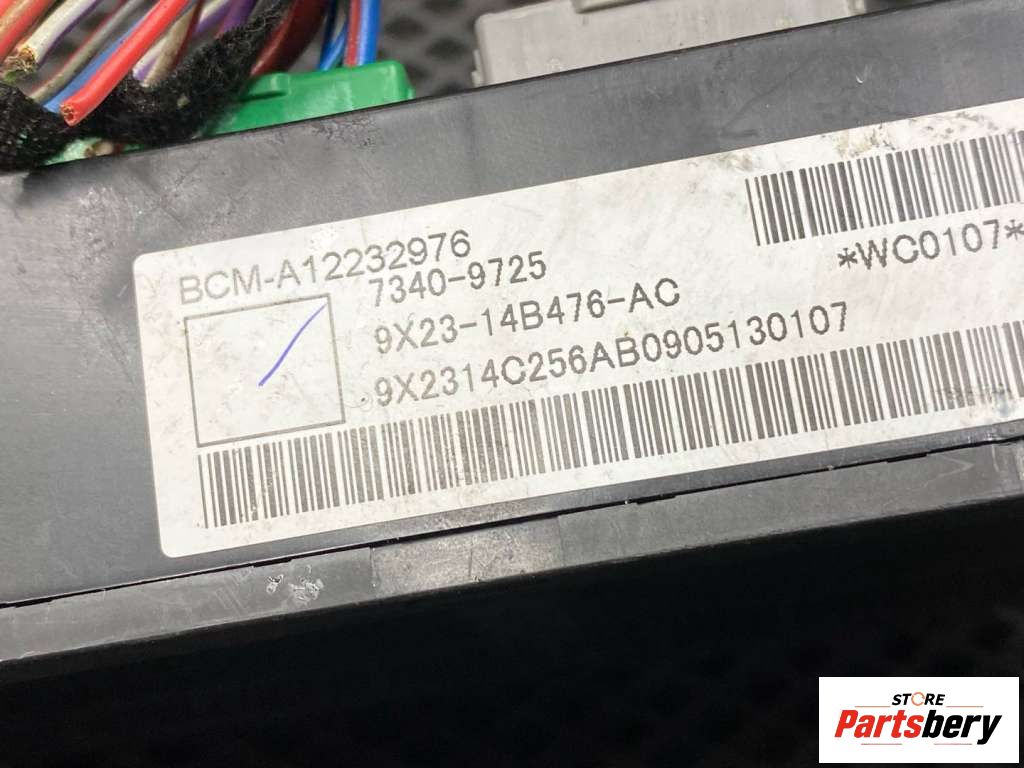 *WC0107*
BCM-A12232976
7340-9725
9X23-14B476-AC
9X2314C256AB0905130107
STORE
Partsbery